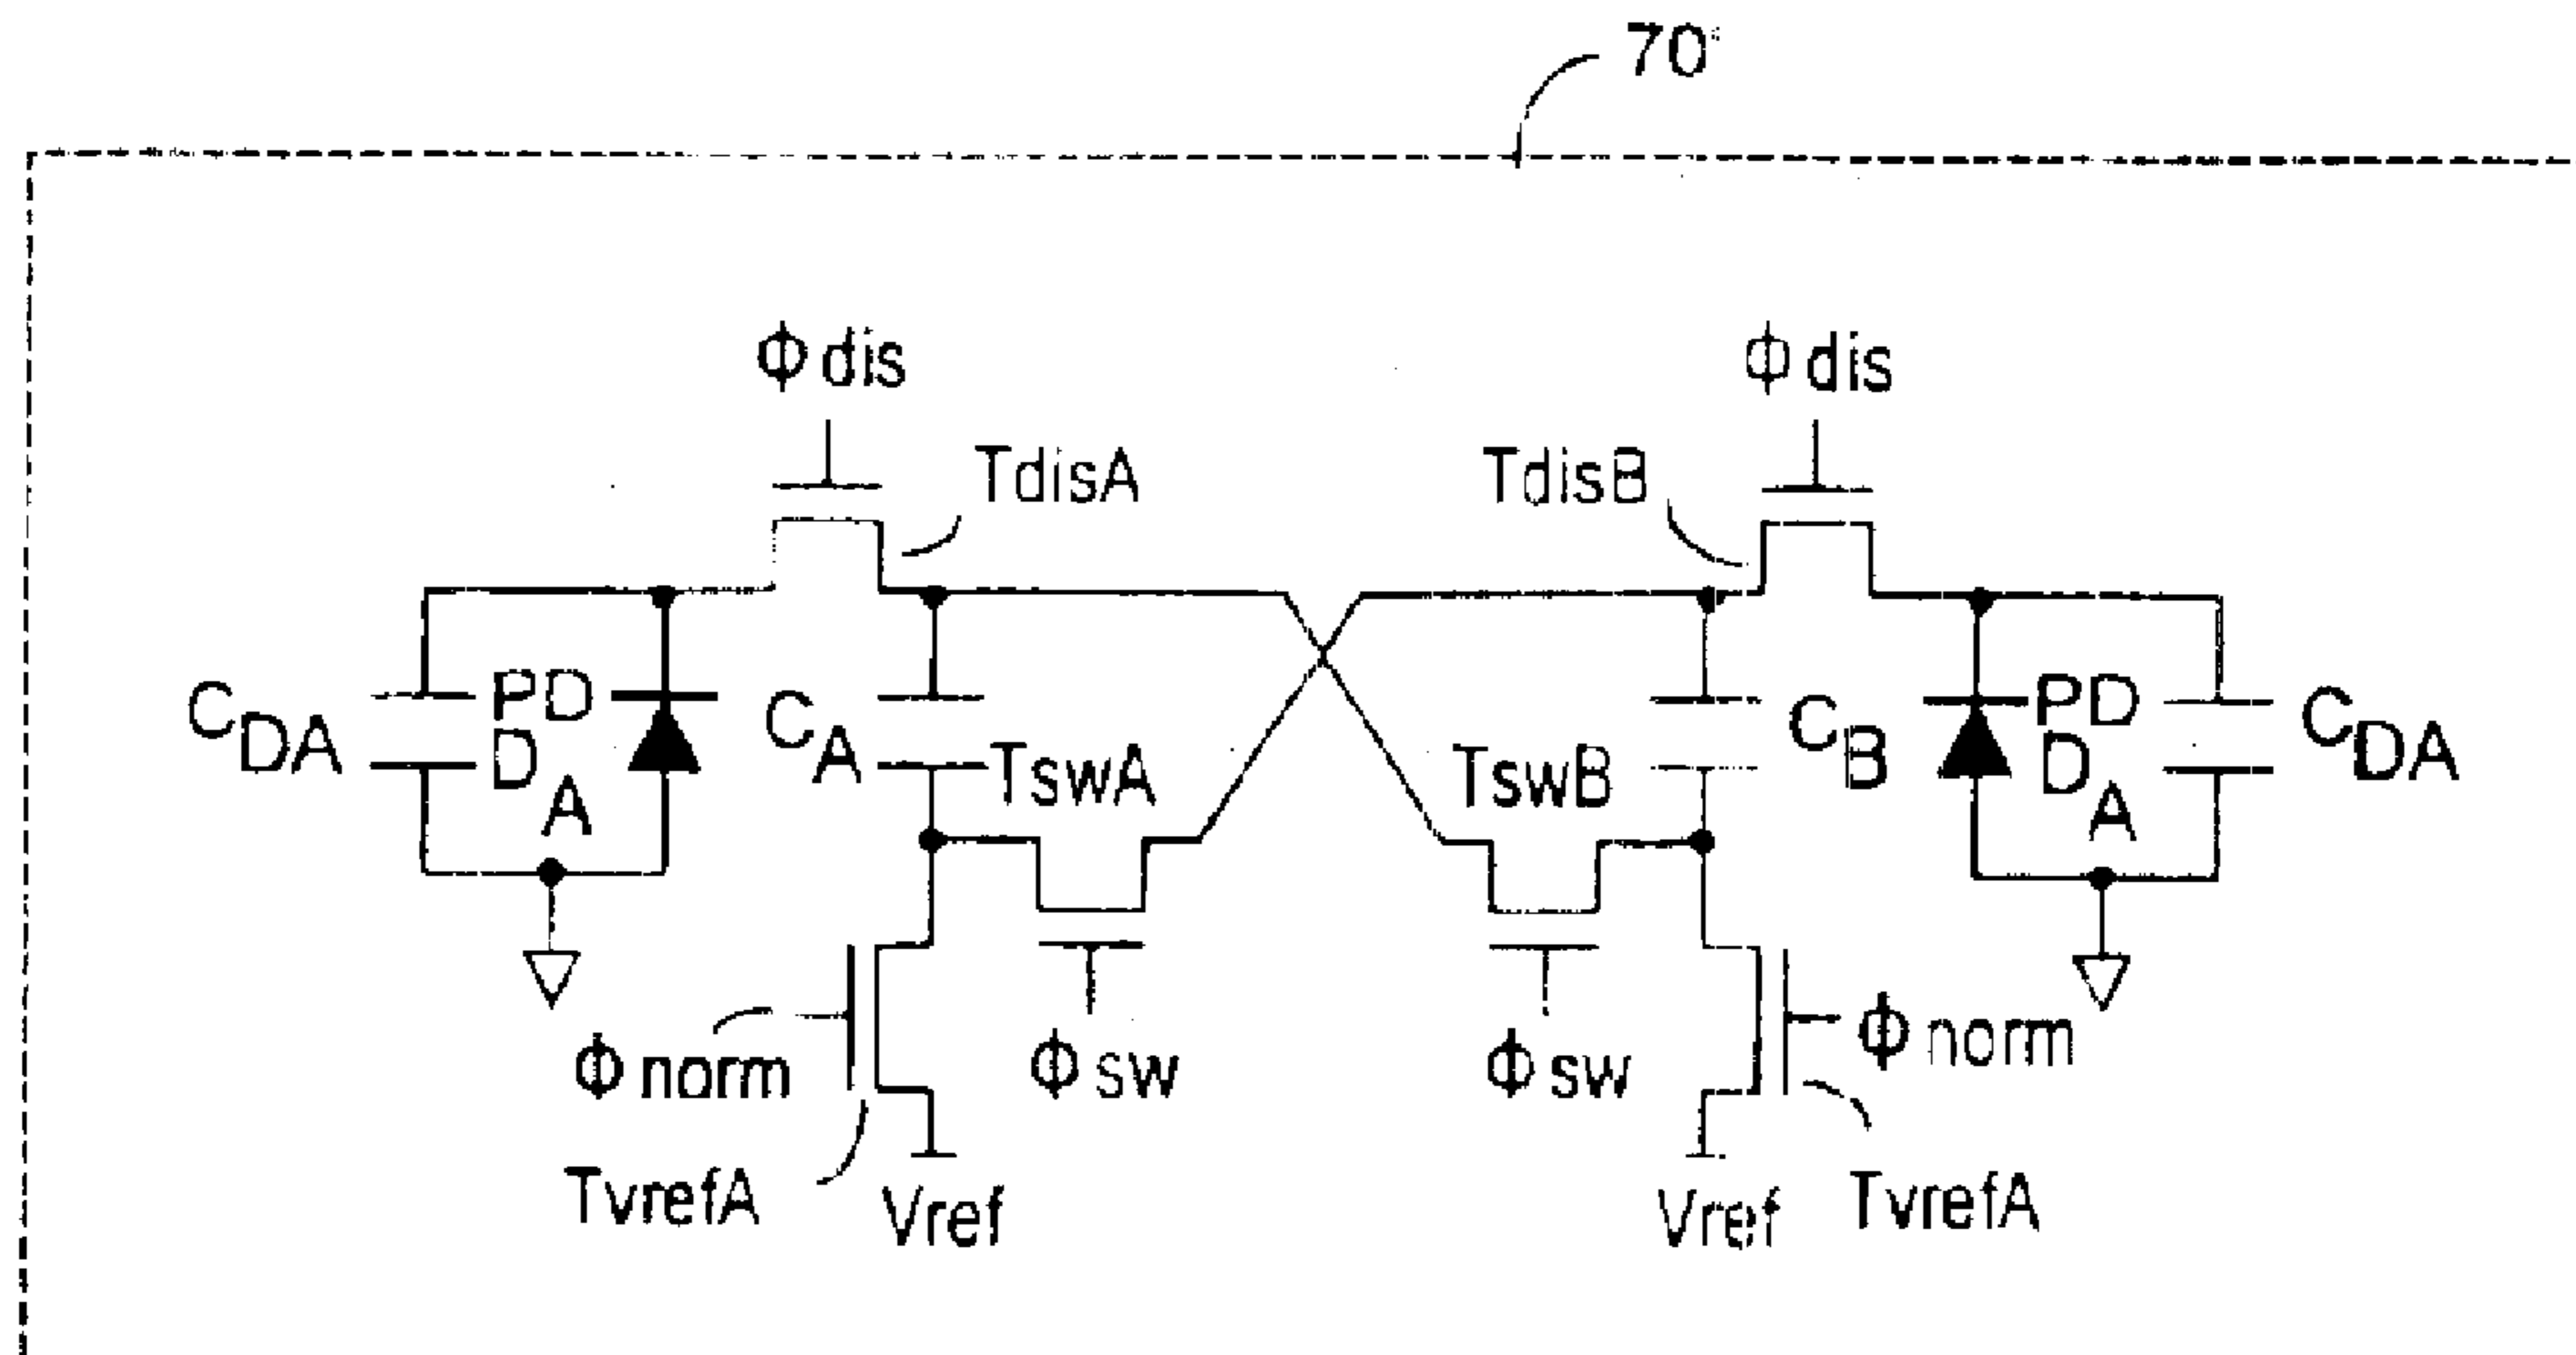 70'
Φdis
Φdis
TdisA
TdisB
CDA
PD
DA
CA
TswA
TswB
CB
PD
DA
CDA
Φnorm
Φsw
Φsw
Φnorm
TvrefA
Vref
Vref
TvrefA